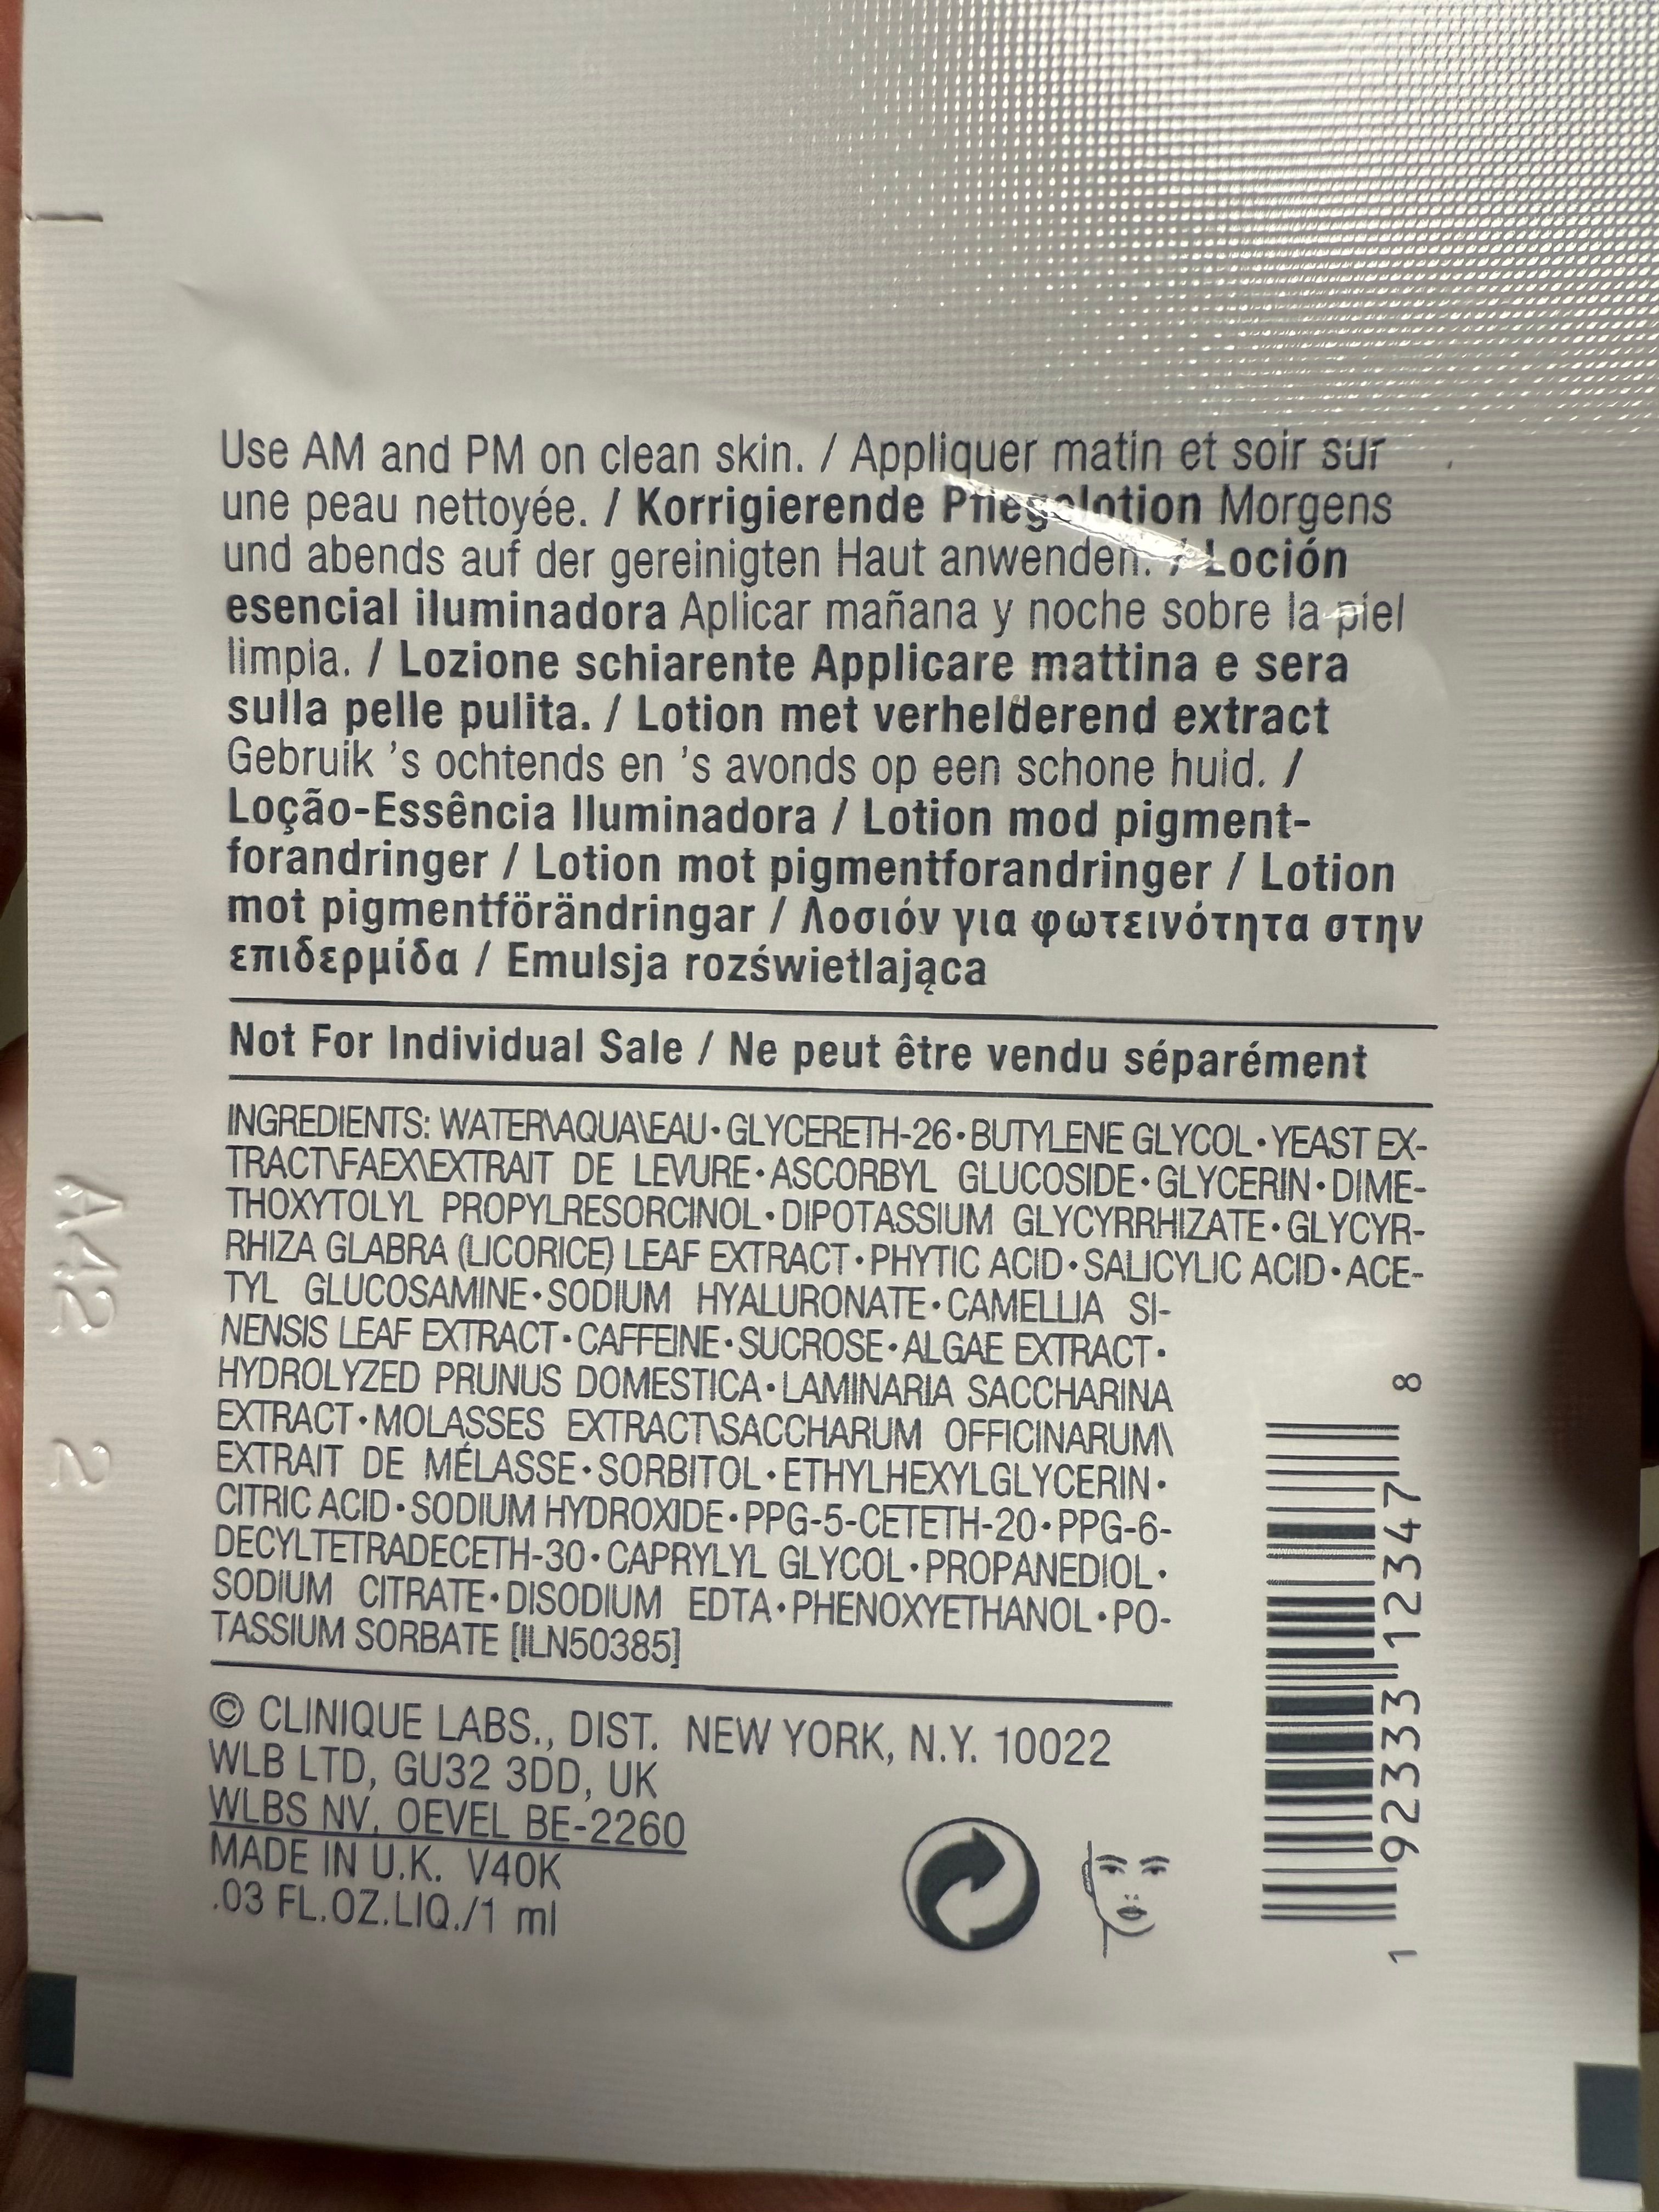 Use AM and PM on clean skin. / Appliquer matin et soir sur
une peau nettoyée. / Korrigierende Pflegelotion Morgens
und abends auf der gereinigten Haut anwenden. / Loción
esencial iluminadora Aplicar mañana y noche sobre la piel
limpia. / Lozione schiarente Applicare mattina e sera
sulla pelle pulita. / Lotion met verhelderend extract
Gebruik ’s ochtends en ’s avonds op een schone huid. /
Loção-Essência Iluminadora / Lotion mod pigment-
forandringer / Lotion mot pigmentforandringer / Lotion
mot pigmentförändringar / Λοσιόν για φωτεινότητα στην
επιδερμίδα / Emulsja rozświetlająca
Not For Individual Sale / Ne peut être vendu séparément
INGREDIENTS: WATER\AQUA\EAU • GLYCERETH-26 • BUTYLENE GLYCOL • YEAST EX-
TRACT\FAEX\EXTRAIT DE LEVURE • ASCORBYL GLUCOSIDE • GLYCERIN • DIME-
THOXYTOLYL PROPYLRESORCINOL • DIPOTASSIUM GLYCYRRHIZATE • GLYCYR-
RHIZA GLABRA (LICORICE) LEAF EXTRACT • PHYTIC ACID • SALICYLIC ACID • ACE-
TYL GLUCOSAMINE • SODIUM HYALURONATE • CAMELLIA SI-
NENSIS LEAF EXTRACT • CAFFEINE • SUCROSE • ALGAE EXTRACT •
HYDROLYZED PRUNUS DOMESTICA • LAMINARIA SACCHARINA
EXTRACT • MOLASSES EXTRACT\SACCHARUM OFFICINARUM\
EXTRAIT DE MÉLASSE • SORBITOL • ETHYLHEXYLGLYCERIN •
CITRIC ACID • SODIUM HYDROXIDE • PPG-5-CETETH-20 • PPG-6-
DECYLTETRADECETH-30 • CAPRYLYL GLYCOL • PROPANEDIOL •
SODIUM CITRATE • DISODIUM EDTA • PHENOXYETHANOL • PO-
TASSIUM SORBATE [ILN50385]
© CLINIQUE LABS., DIST. NEW YORK, N.Y. 10022
WLB LTD, GU32 3DD, UK
WLBS NV, OEVEL BE-2260
MADE IN U.K. V40K
.03 FL.OZ.LIQ./1 ml
1 92333 12347 8
A42 2